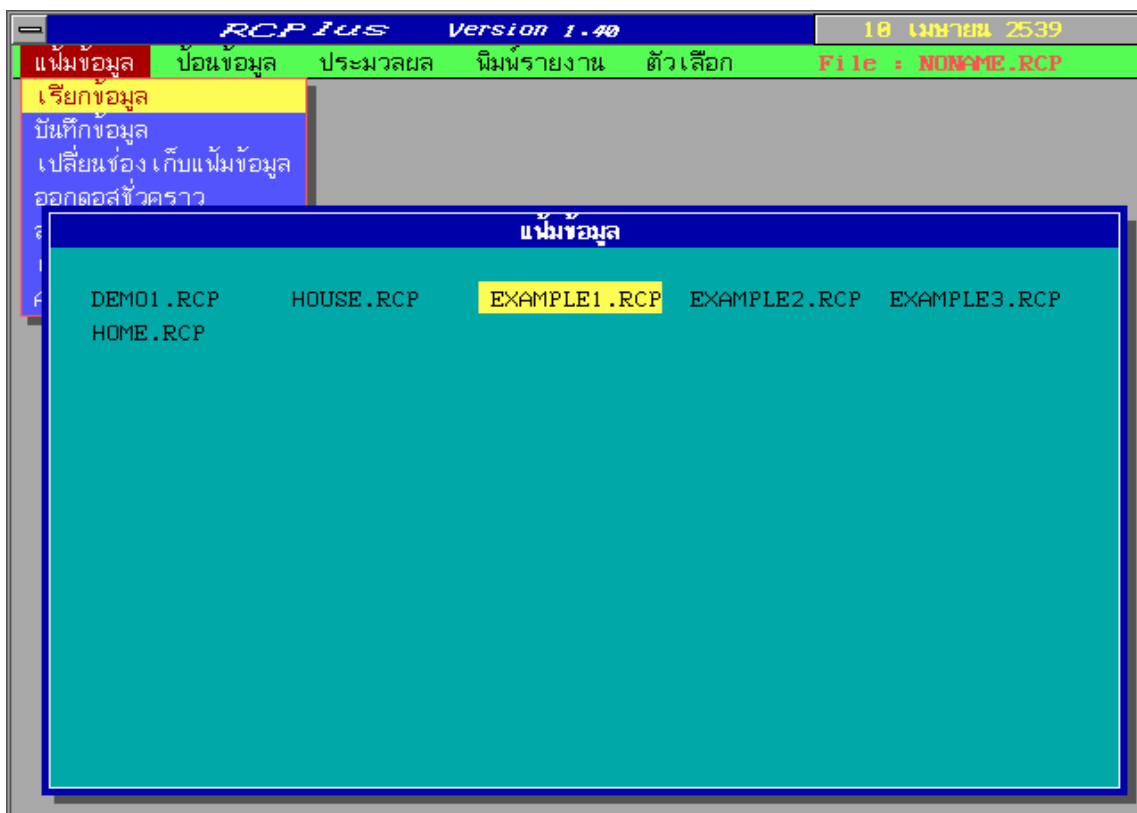 RCPlus Version 1.40 10 เมษายน 2539
แฟ้มข้อมูล ป้อนข้อมูล ประมวลผล พิมพ์รายงาน ตัวเลือก File : NONAME.RCP
เรียกข้อมูล
บันทึกข้อมูล
เปลี่ยนช่องเก็บแฟ้มข้อมูล
ออกดอสชั่วคราว
แฟ้มข้อมูล
DEMO1.RCP HOUSE.RCP EXAMPLE1.RCP EXAMPLE2.RCP EXAMPLE3.RCP
HOME.RCP